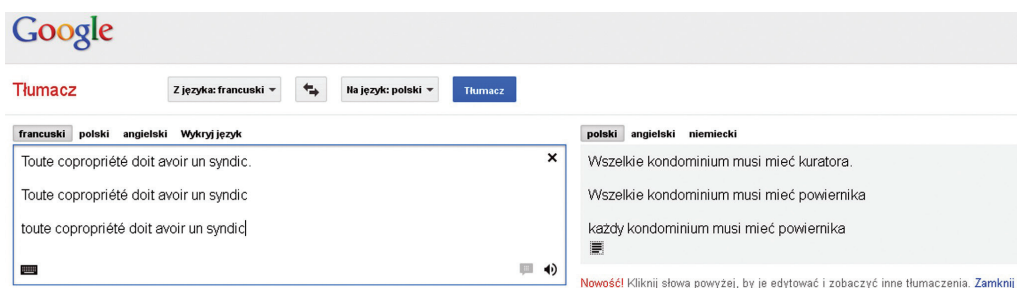 Google
Tłumacz
Z języka: francuski
Na język: polski
Tłumacz
francuski polski angielski Wykryj język
Toute copropriété doit avoir un syndic.
Toute copropriété doit avoir un syndic
toute copropriété doit avoir un syndic
polski angielski niemiecki
Wszelkie kondominium musi mieć kuratora.
Wszelkie kondominium musi mieć powiernika
każdy kondominium musi mieć powiernika
Nowość! Kliknij słowa powyżej, by je edytować i zobaczyć inne tłumaczenia. Zamknij